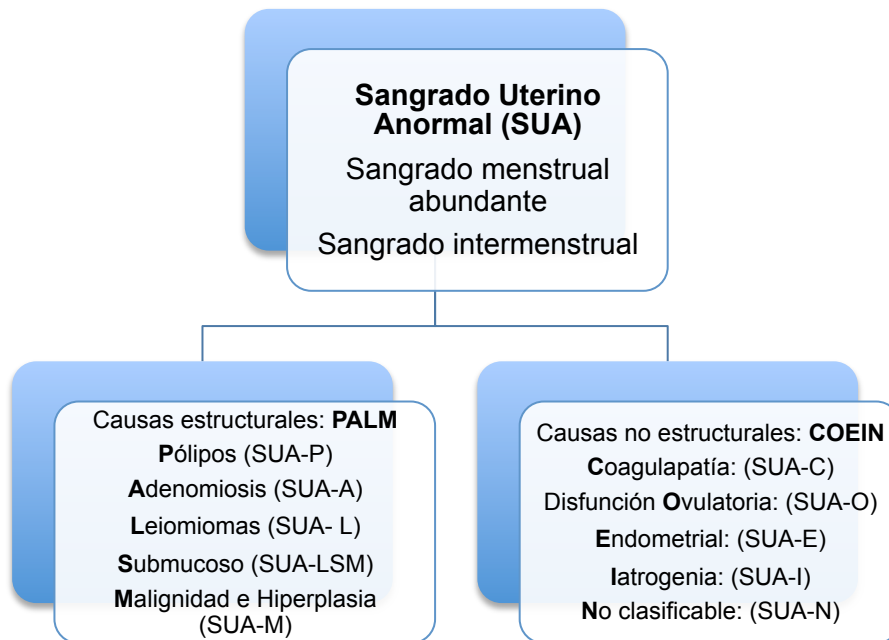 Sangrado Uterino
Anormal (SUA)
Sangrado menstrual
abundante
Sangrado intermenstrual
Causas estructurales: PALM
Pólipos (SUA-P)
Adenomiosis (SUA-A)
Leiomiomas (SUA- L)
Submucoso (SUA-LSM)
Malignidad e Hiperplasia
(SUA-M)
Causas no estructurales: COEIN
Coagulapatía: (SUA-C)
Disfunción Ovulatoria: (SUA-O)
Endometrial: (SUA-E)
Iatrogenia: (SUA-I)
No clasificable: (SUA-N)